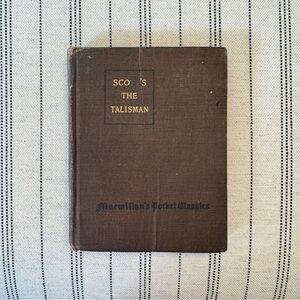 SCO  'S
THE
TALISMAN
Macmillan's Pocket Classics